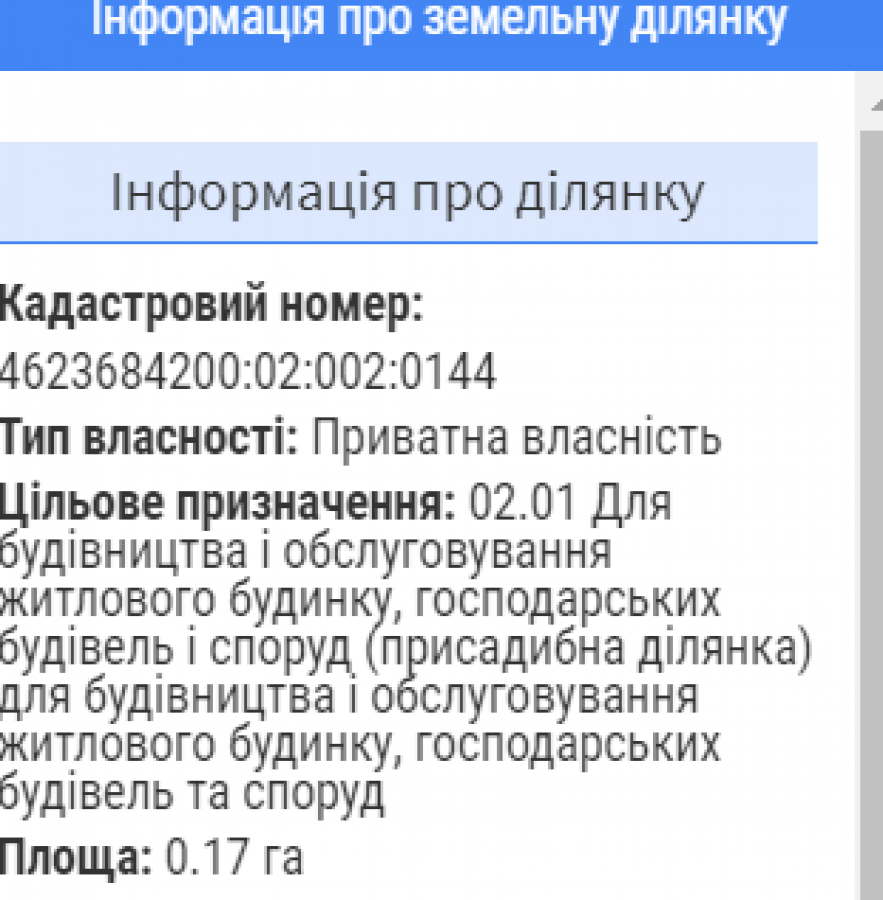 Інформація про земельну ділянку
Інформація про ділянку
Кадастровий номер:
4623684200:02:002:0144
Тип власності: Приватна власність
Цільове призначення: 02.01 Для
будівництва і обслуговування
житлового будинку, господарських
будівель і споруд (присадибна ділянка)
для будівництва і обслуговування
житлового будинку, господарських
будівель та споруд
Площа: 0.17 га